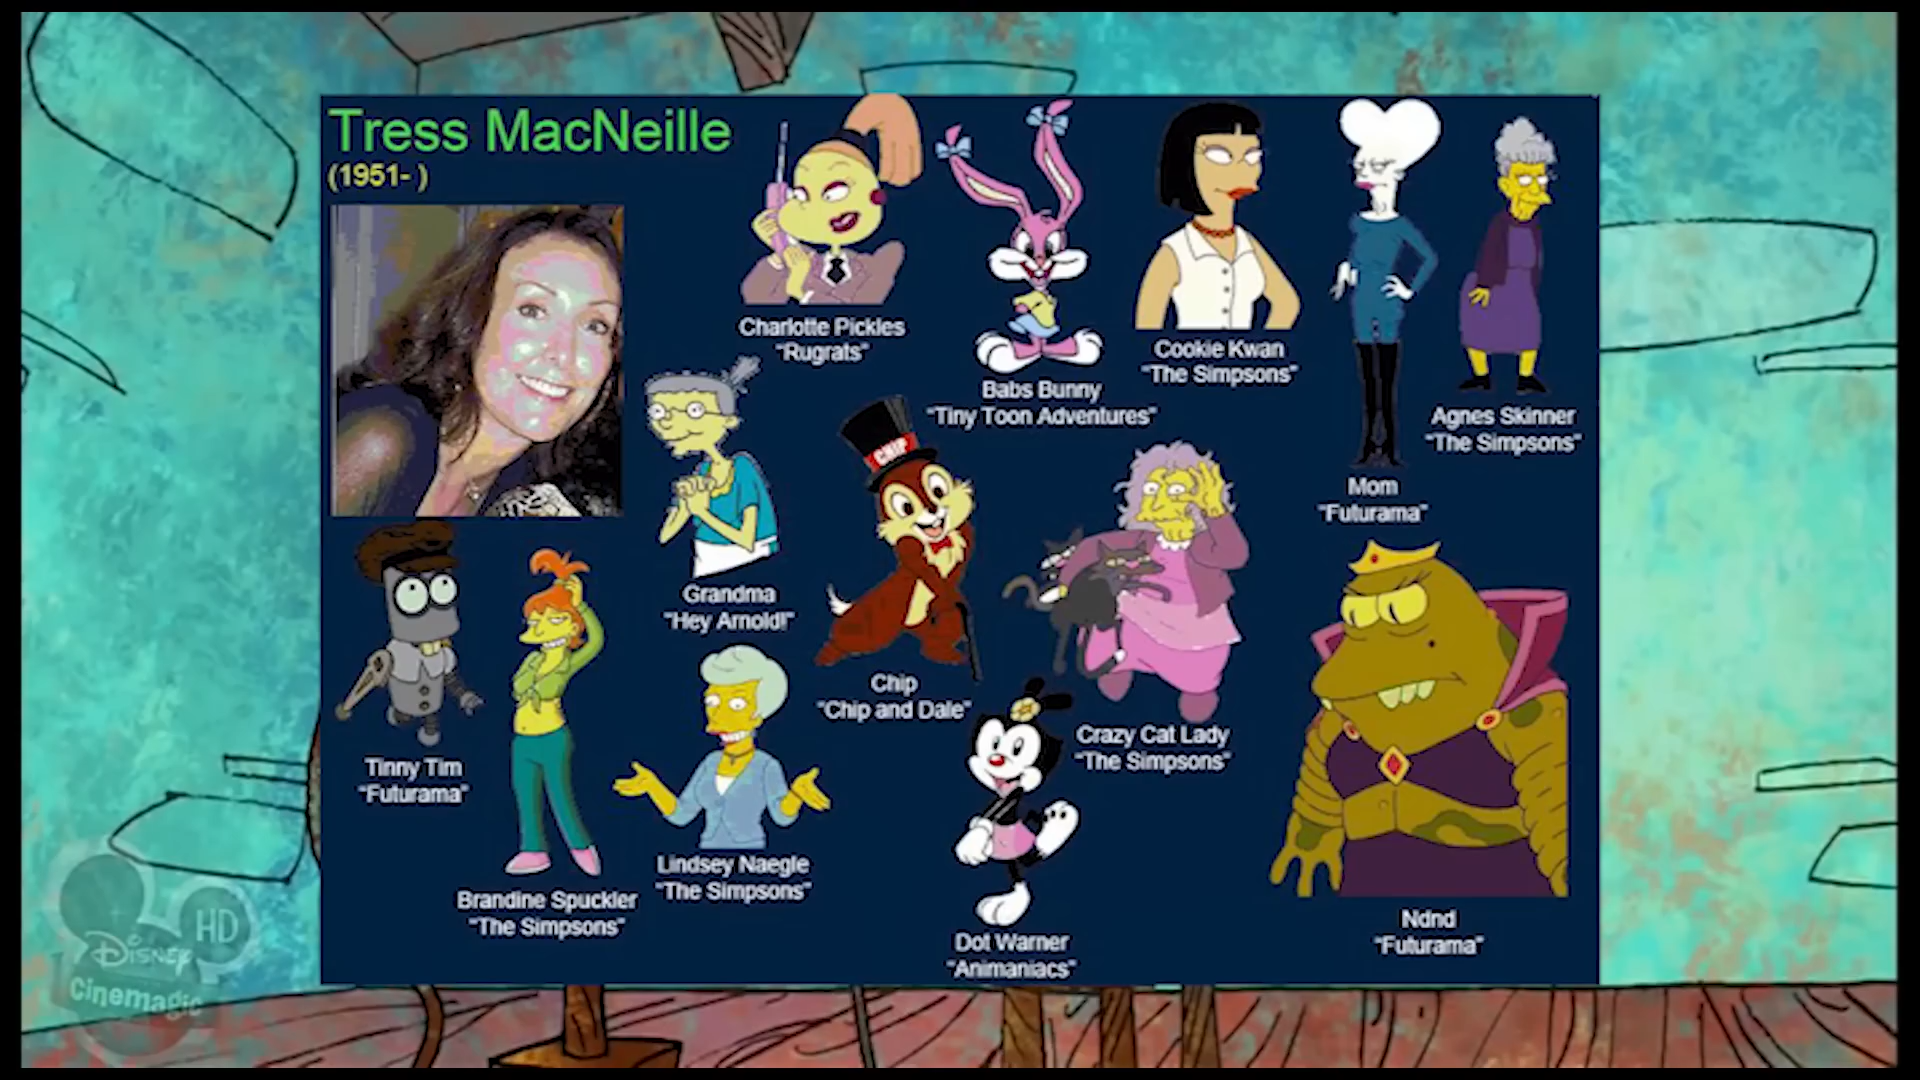 Tress MacNeille
(1951- )
Charlotte Pickles
"Rugrats"
Babs Bunny
"Tiny Toon Adventures"
Cookie Kwan
"The Simpsons"
Mom
"Futurama"
Agnes Skinner
"The Simpsons"
Grandma
"Hey Arnold!"
CHIP
Chip
"Chip and Dale"
Crazy Cat Lady
"The Simpsons"
Tinny Tim
"Futurama"
Brandine Spuckler
"The Simpsons"
Lindsey Naegle
"The Simpsons"
Dot Warner
"Animaniacs"
Ndnd
"Futurama"
HD
Disney
Cinemagic